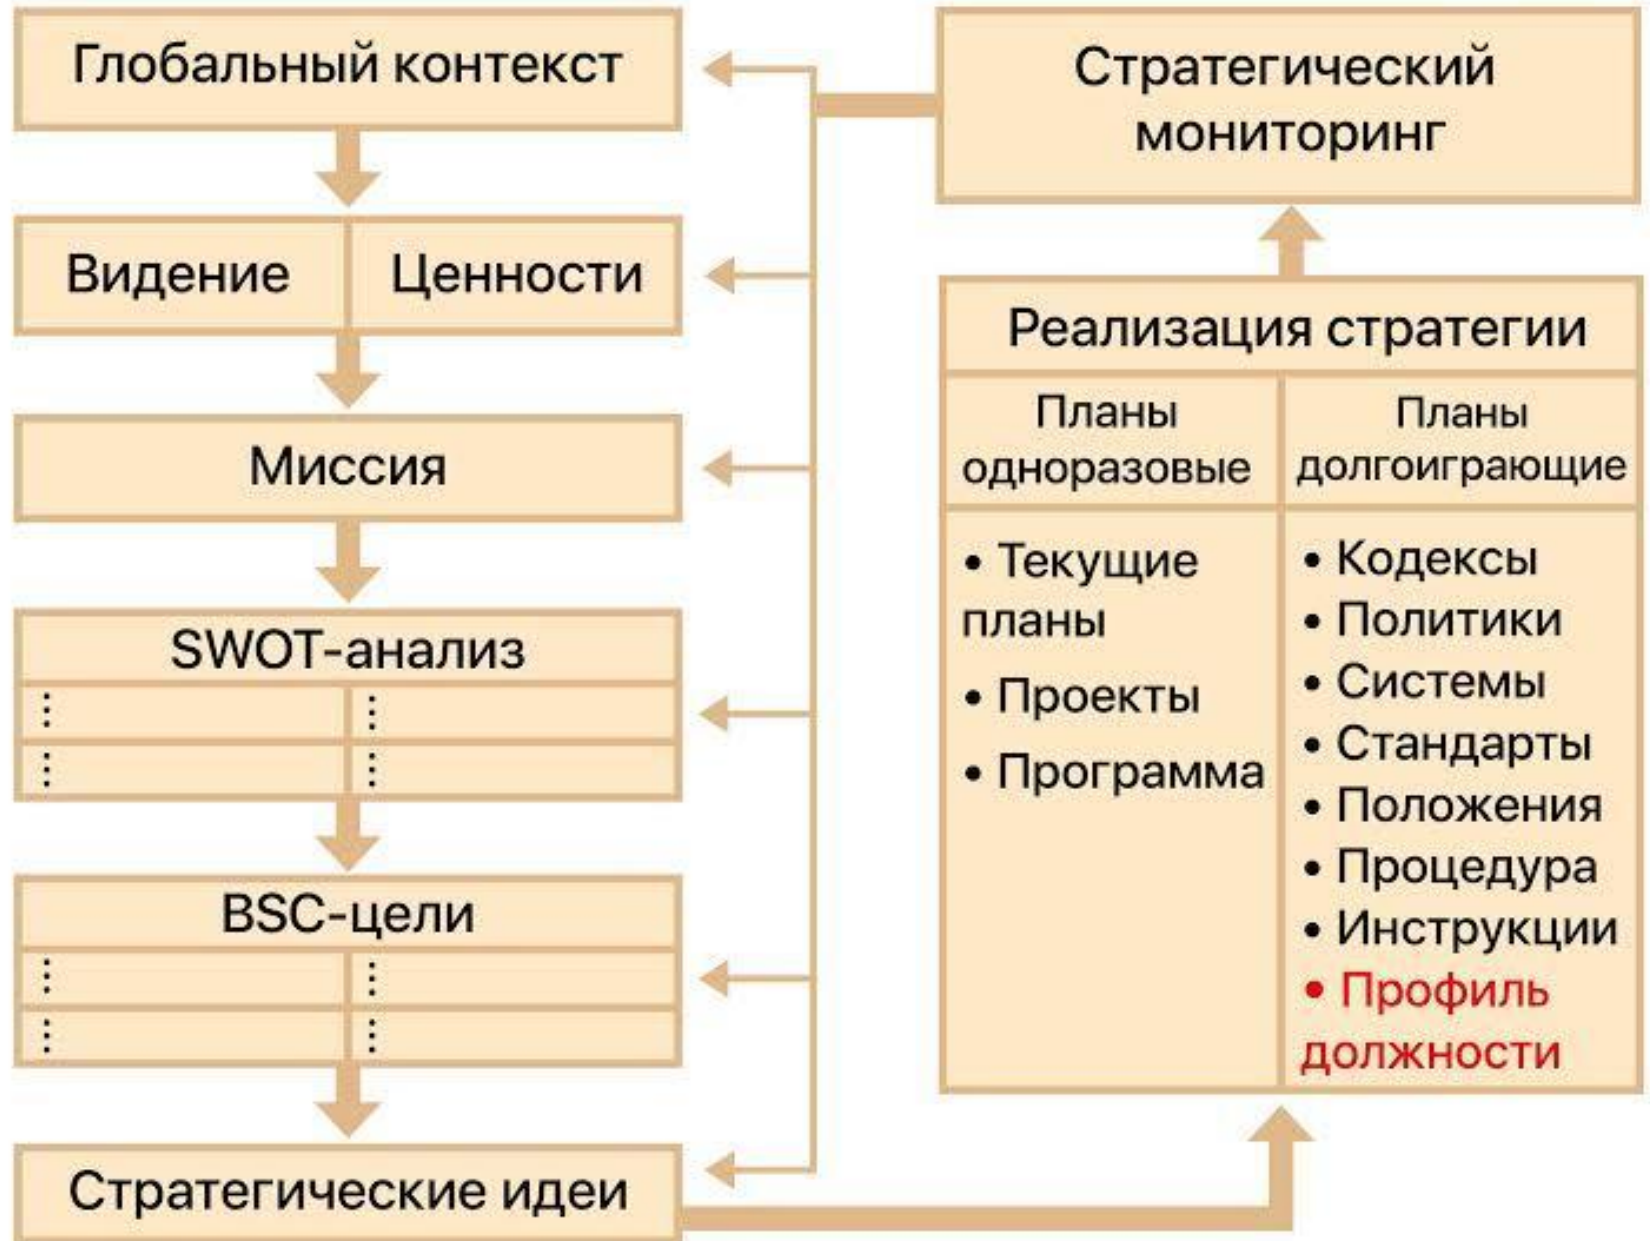 Глобальный контекст
Видение
Ценности
Миссия
SWOT-анализ
BSC-цели
Стратегические идеи
Стратегический
мониторинг
Реализация стратегии
Планы
одноразовые
• Текущие
планы
• Проекты
• Программа
Планы
долгоиграющие
• Кодексы
• Политики
• Системы
• Стандарты
• Положения
• Процедура
• Инструкции
• Профиль
должности